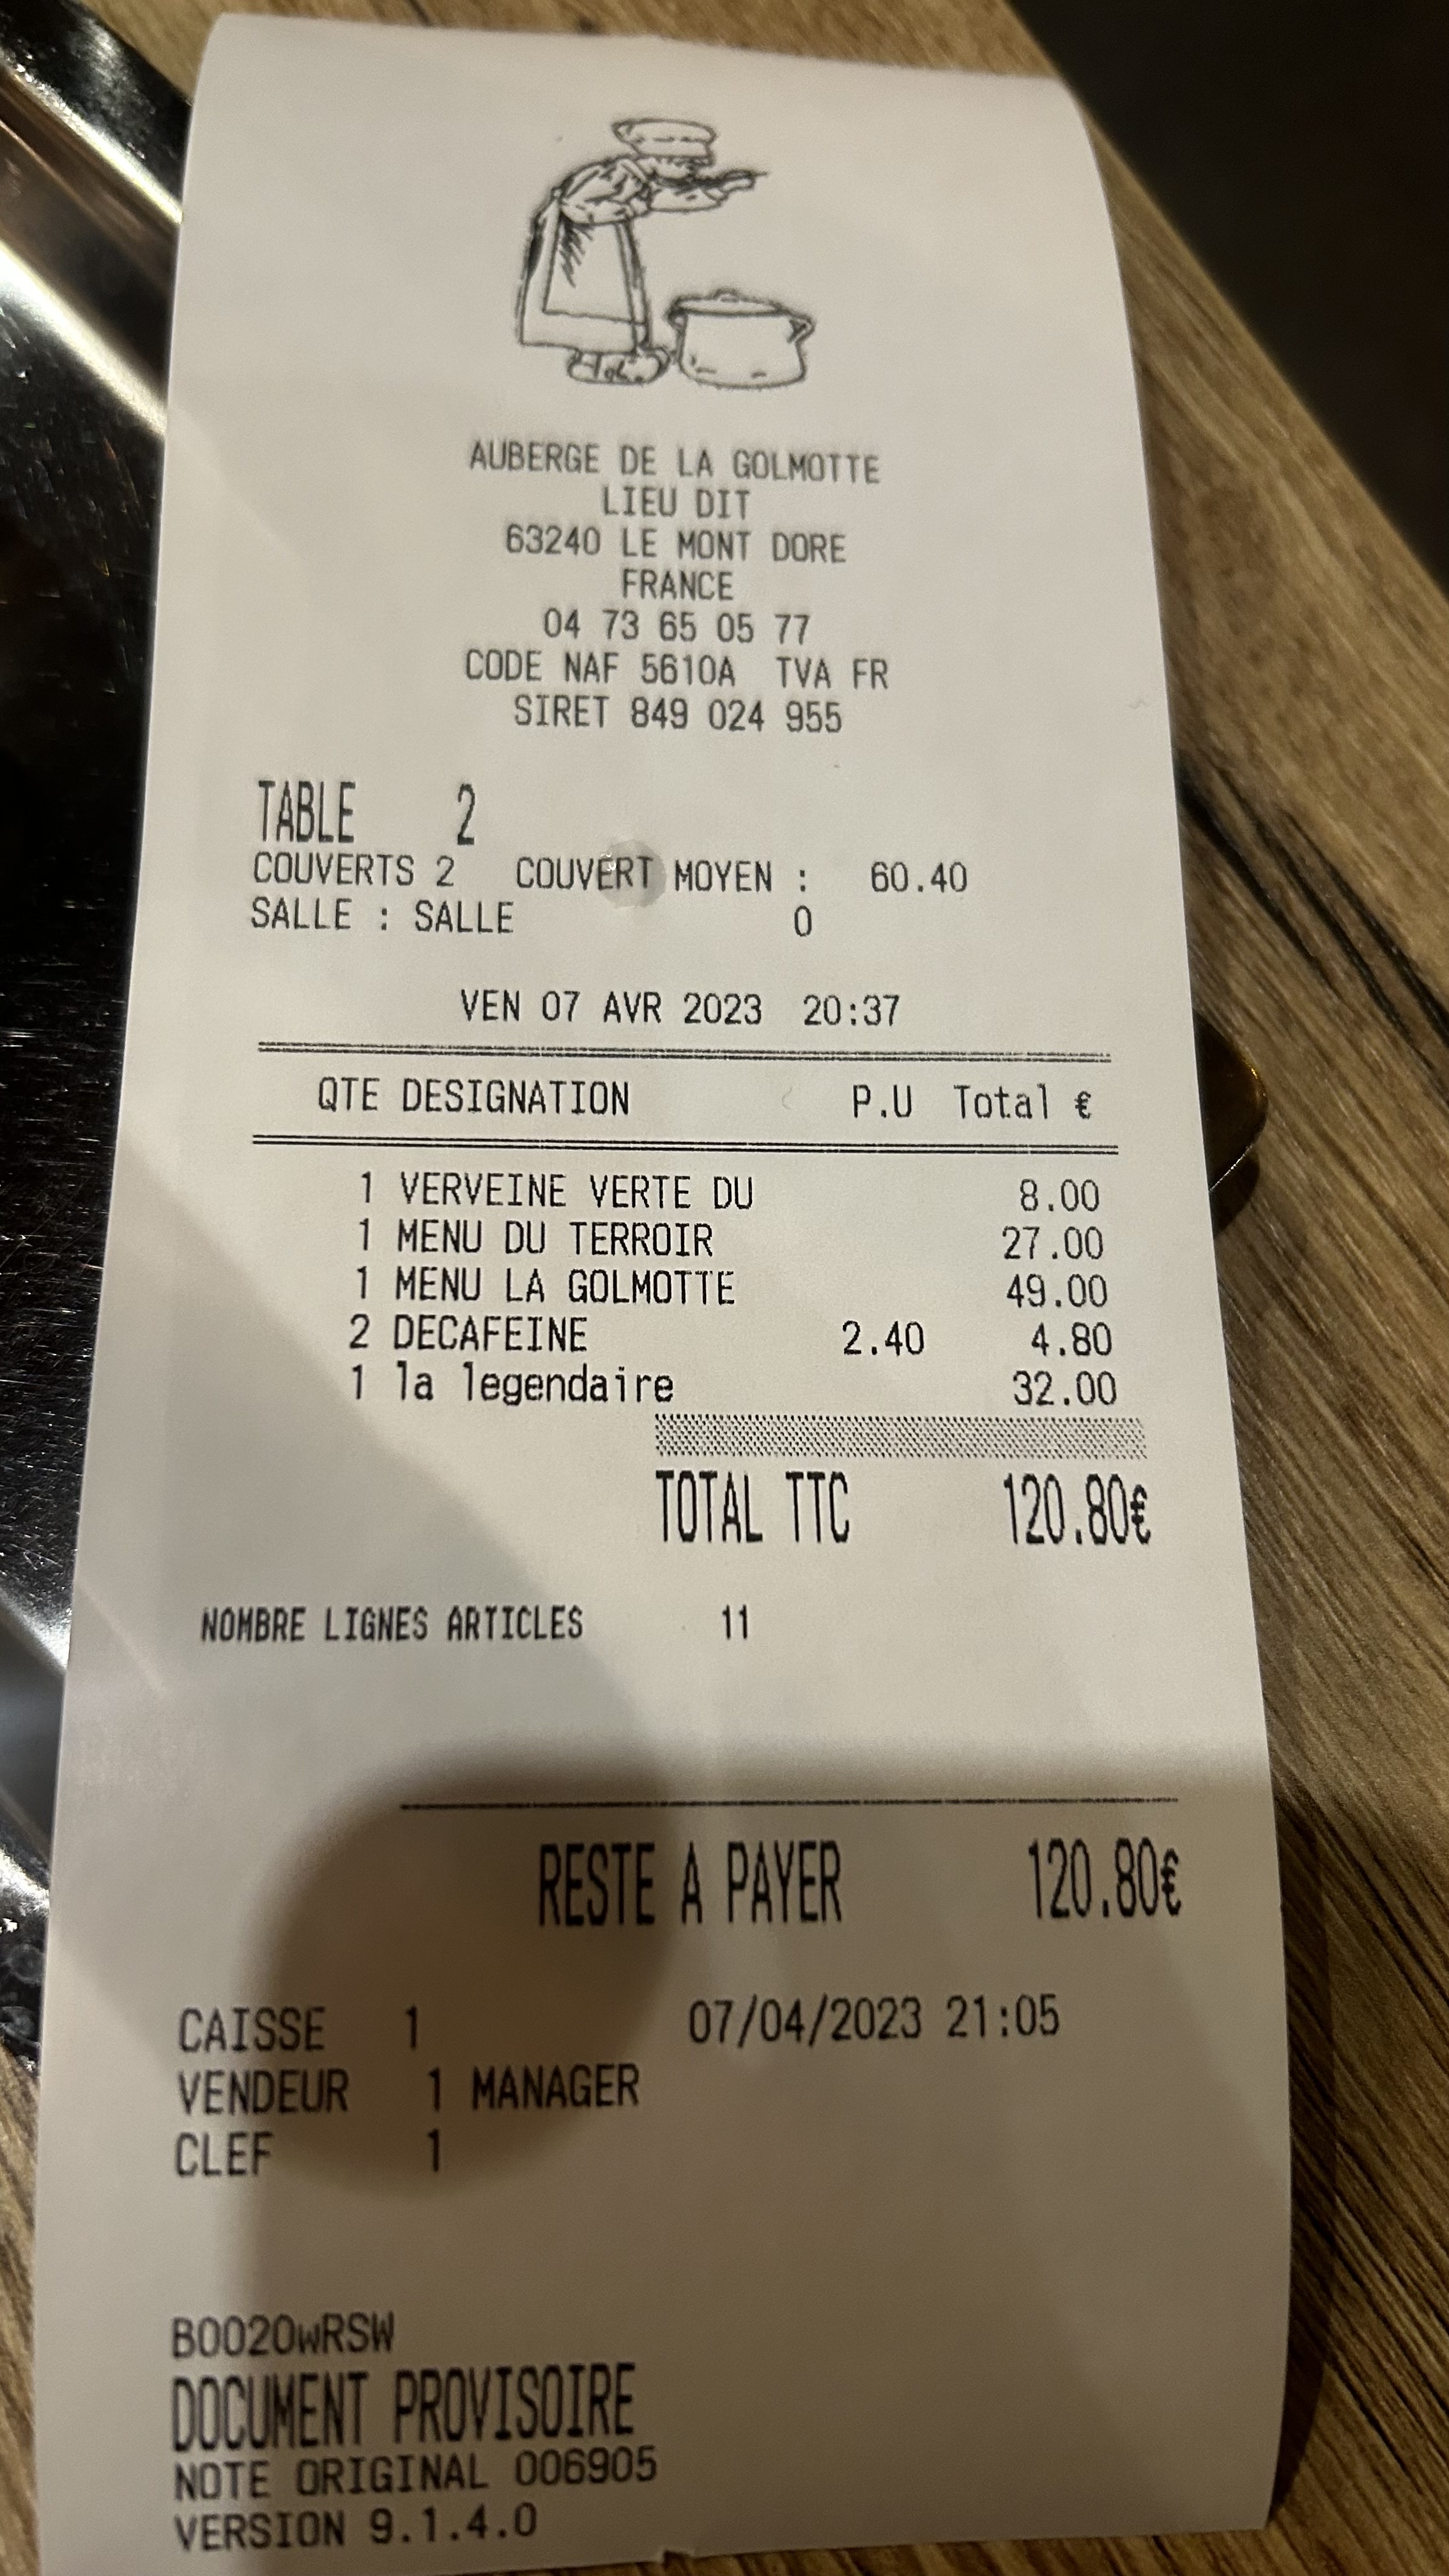 AUBERGE DE LA GOLMOTTE
LIEU DIT
63240 LE MONT DORE
FRANCE
04 73 65 05 77
CODE NAF 5610A TVA FR
SIRET 849 024 955
TABLE 2
COUVERTS 2 COUVERT MOYEN : 60.40
SALLE : SALLE 0
VEN 07 AVR 2023 20:37
QTE DESIGNATION P.U Total €
1 VERVEINE VERTE DU 8.00
1 MENU DU TERROIR 27.00
1 MENU LA GOLMOTTE 49.00
2 DECAFEINE 2.40 4.80
1 la legendaire 32.00
TOTAL TTC 120.80€
NOMBRE LIGNES ARTICLES 11
RESTE A PAYER 120.80€
CAISSE 1 07/04/2023 21:05
VENDEUR 1 MANAGER
CLEF 1
B0020wRSW
DOCUMENT PROVISOIRE
NOTE ORIGINAL 006905
VERSION 9.1.4.0